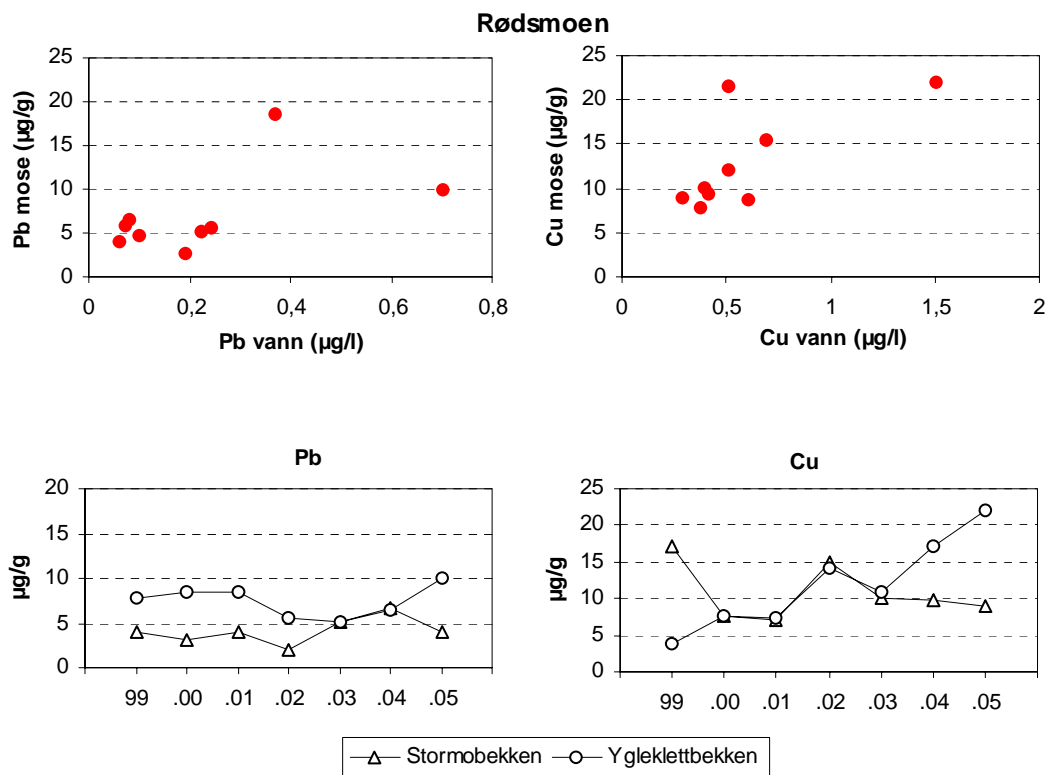 Rødsmoen
Pb mose (µg/g)
25
20
15
10
5
0
0 0,2 0,4 0,6 0,8
Pb vann (µg/l)
Cu mose (µg/g)
25
20
15
10
5
0
0 0,5 1 1,5 2
Cu vann (µg/l)
Pb
µg/g
20
15
10
5
0
99 .00 .01 .02 .03 .04 .05
Cu
µg/g
25
20
15
10
5
0
99 .00 .01 .02 .03 .04 .05
Stormobekken Ygleklettbekken